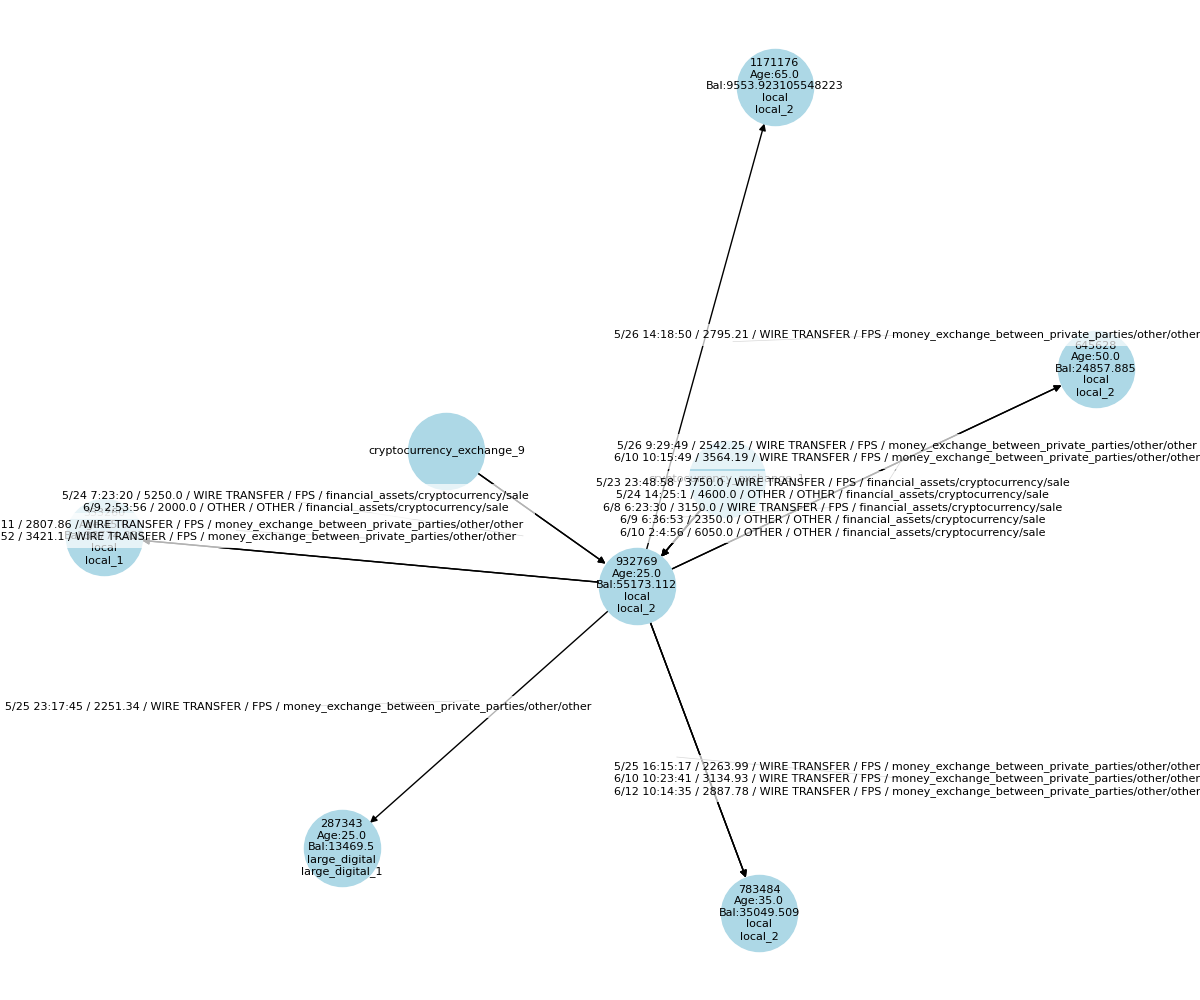 1171176
Age:65.0
Bal:9553.923105548223
local
local_2
5/26 14:18:50 / 2795.21 / WIRE TRANSFER / FPS / money_exchange_between_private_parties/other/other
645628
Age:50.0
Bal:24857.885
local
local_2
cryptocurrency_exchange_9
5/26 9:29:49 / 2542.25 / WIRE TRANSFER / FPS / money_exchange_between_private_parties/other/other
6/10 10:15:49 / 3564.19 / WIRE TRANSFER / FPS / money_exchange_between_private_parties/other/other
5/23 23:48:58 / 3750.0 / WIRE TRANSFER / FPS / financial_assets/cryptocurrency/sale
5/24 14:25:1 / 4600.0 / OTHER / OTHER / financial_assets/cryptocurrency/sale
6/8 6:23:30 / 3150.0 / WIRE TRANSFER / FPS / financial_assets/cryptocurrency/sale
6/9 6:36:53 / 2350.0 / OTHER / OTHER / financial_assets/cryptocurrency/sale
6/10 2:4:56 / 6050.0 / OTHER / OTHER / financial_assets/cryptocurrency/sale
5/24 7:23:20 / 5250.0 / WIRE TRANSFER / FPS / financial_assets/cryptocurrency/sale
6/9 2:53:56 / 2000.0 / OTHER / OTHER / financial_assets/cryptocurrency/sale
11 / 2807.86 / WIRE TRANSFER / FPS / money_exchange_between_private_parties/other/other
52 / 3421.1 / WIRE TRANSFER / FPS / money_exchange_between_private_parties/other/other
local
local_1
932769
Age:25.0
Bal:55173.112
local
local_2
5/25 23:17:45 / 2251.34 / WIRE TRANSFER / FPS / money_exchange_between_private_parties/other/other
5/25 16:15:17 / 2263.99 / WIRE TRANSFER / FPS / money_exchange_between_private_parties/other/other
6/10 10:23:41 / 3134.93 / WIRE TRANSFER / FPS / money_exchange_between_private_parties/other/other
6/12 10:14:35 / 2887.78 / WIRE TRANSFER / FPS / money_exchange_between_private_parties/other/other
287343
Age:25.0
Bal:13469.5
large_digital
large_digital_1
783484
Age:35.0
Bal:35049.509
local
local_2